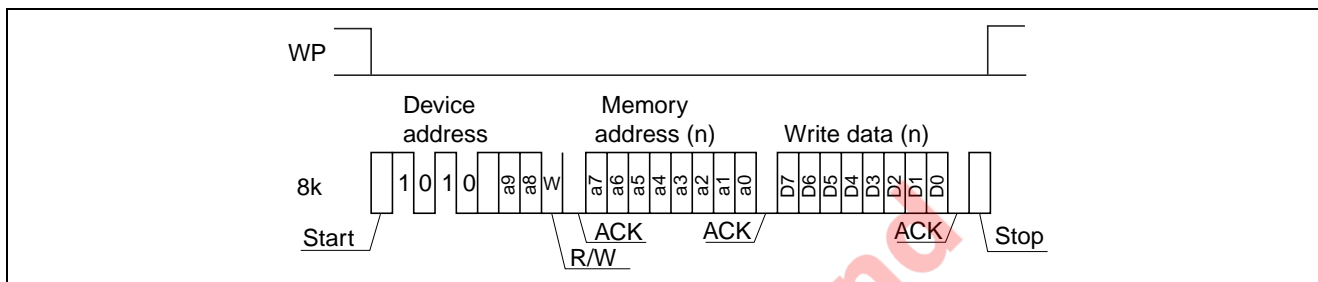 WP
Device Memory
address address (n) Write data (n)
8k 1 0 1 0 a9 a8 W a7 a6 a5 a4 a3 a2 a1 a0 D7 D6 D5 D4 D3 D2 D1 D0
Start ACK ACK ACK Stop
R/W